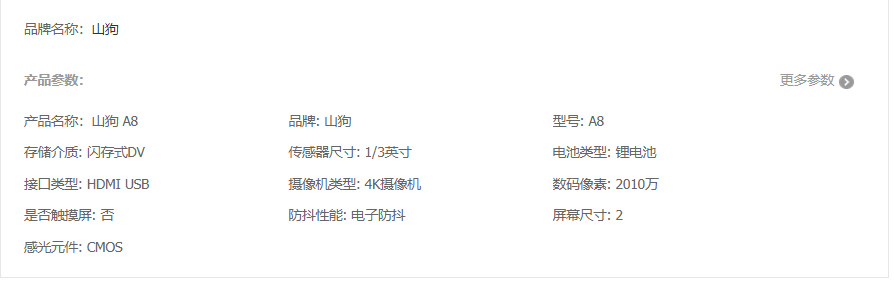 品牌名称：山狗
产品参数：
更多参数
产品名称：山狗 A8
品牌: 山狗
型号: A8
存储介质: 闪存式DV
传感器尺寸: 1/3英寸
电池类型: 锂电池
接口类型: HDMI USB
摄像机类型: 4K摄像机
数码像素: 2010万
是否触摸屏: 否
防抖性能: 电子防抖
屏幕尺寸: 2
感光元件: CMOS